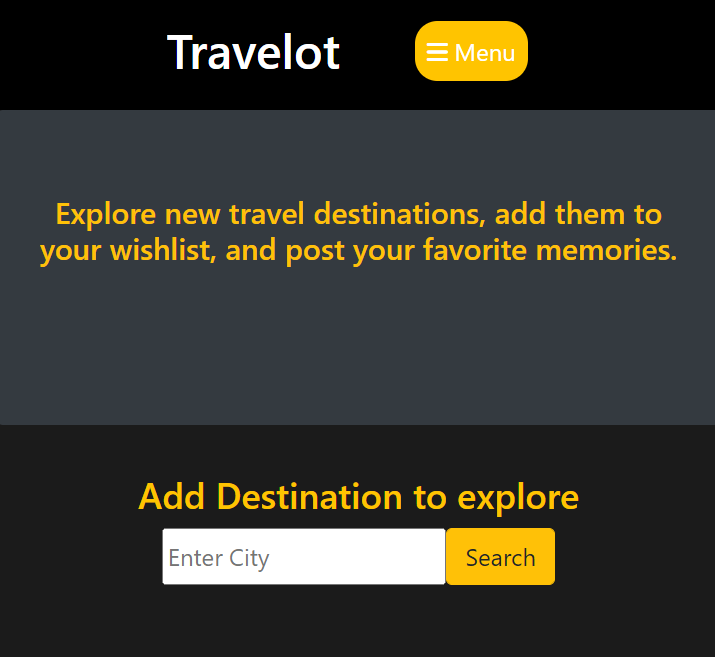 Travelot
Menu
Explore new travel destinations, add them to
your wishlist, and post your favorite memories.
Add Destination to explore
Enter City
Search